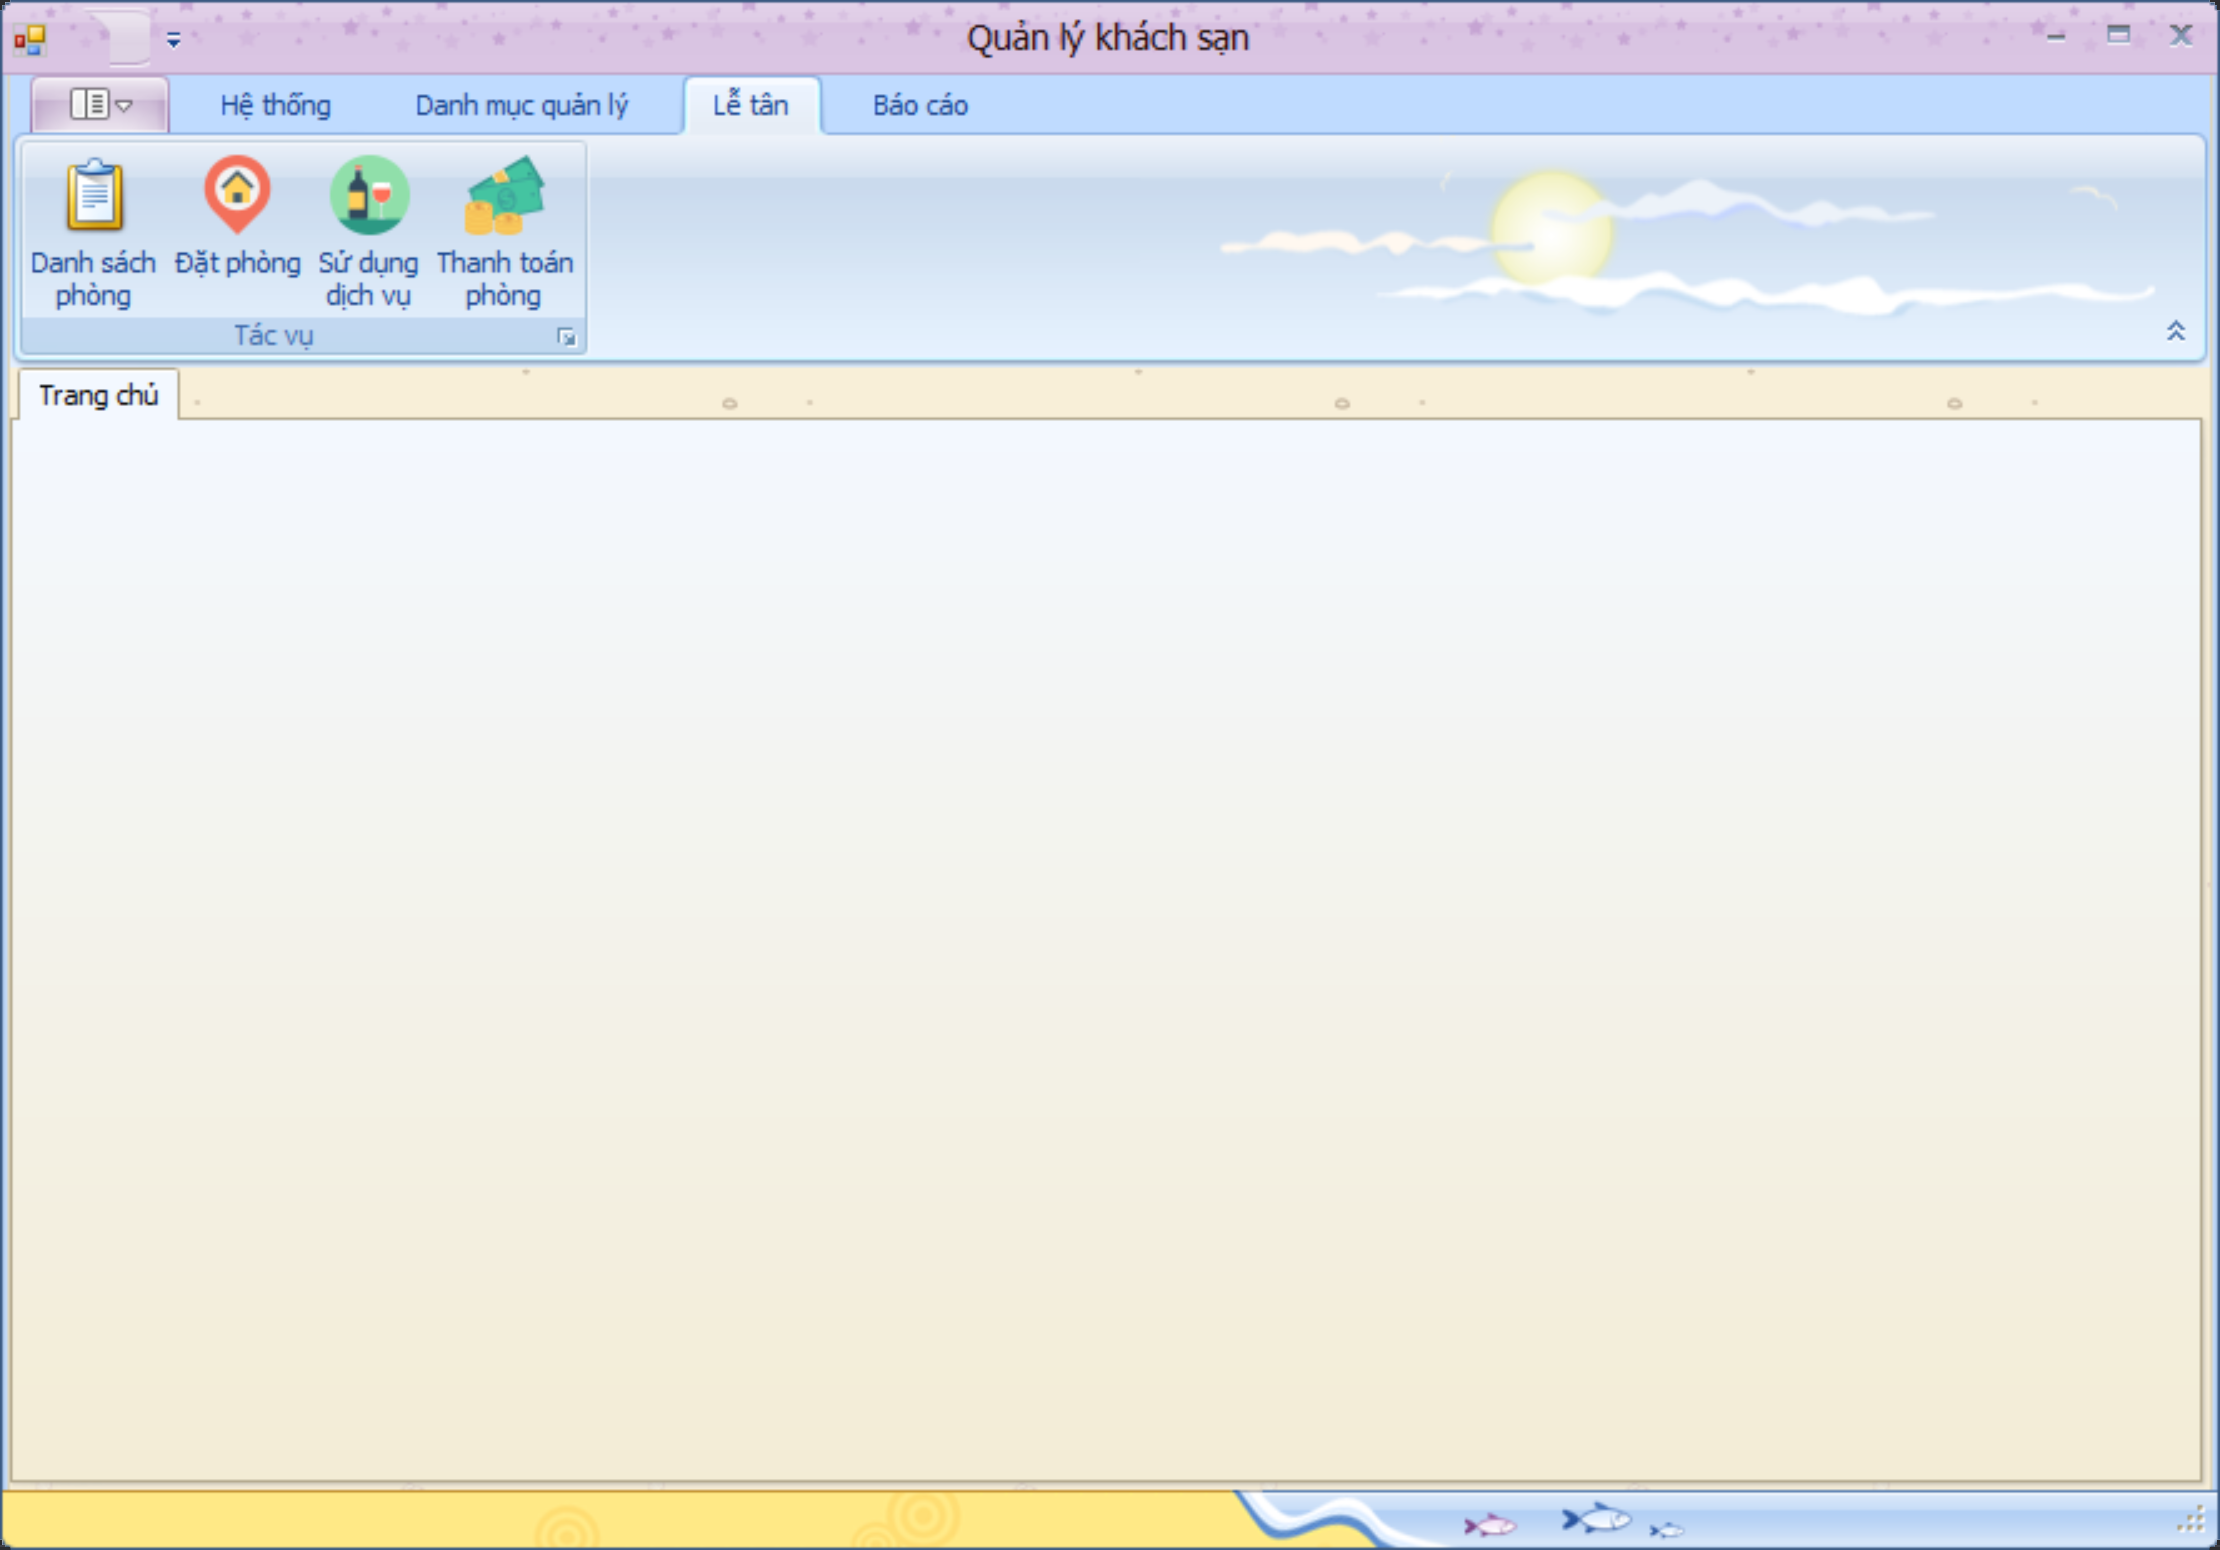 Quản lý khách sạn
Hệ thống
Danh mục quản lý
Lễ tân
Báo cáo
Danh sách
phòng
Đặt phòng
Sử dụng
dịch vụ
Thanh toán
phòng
Tác vụ
Trang chủ